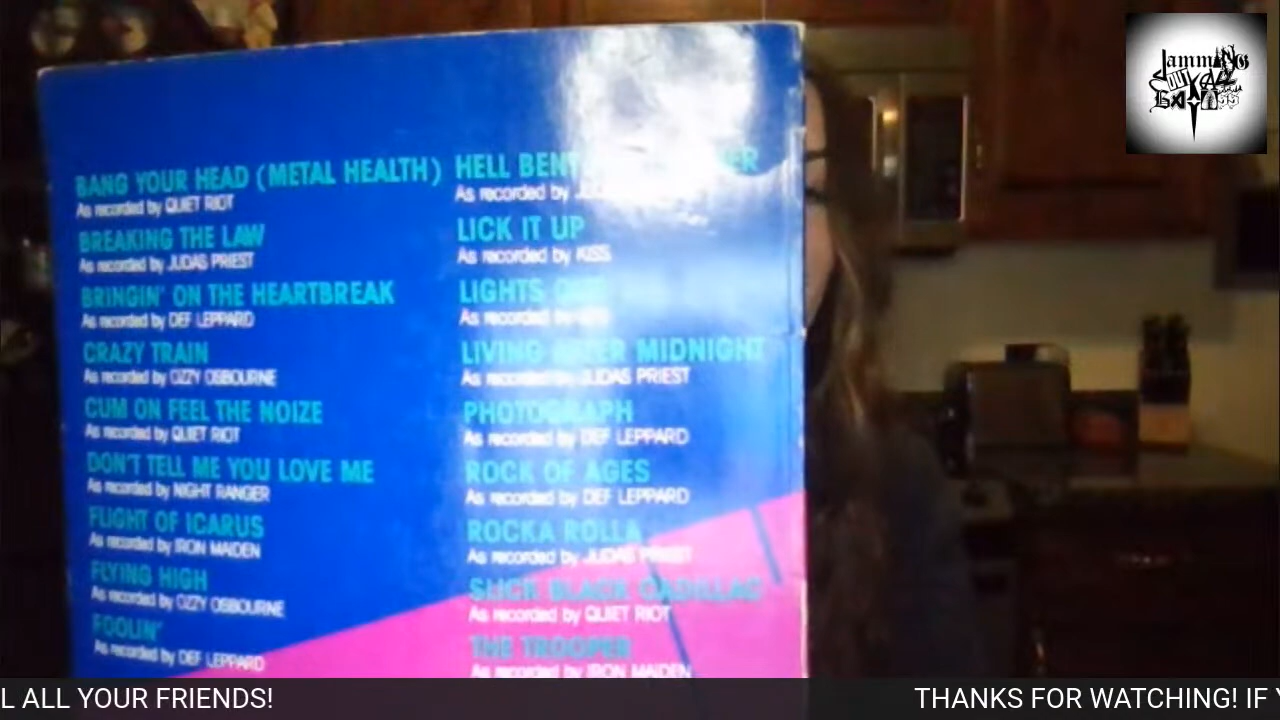 BANG YOUR HEAD (METAL HEALTH)
As recorded by QUIET RIOT
BREAKING THE LAW
As recorded by JUDAS PRIEST
BRINGIN' ON THE HEARTBREAK
As recorded by DEF LEPPARD
CRAZY TRAIN
As recorded by OZZY OSBOURNE
CUM ON FEEL THE NOIZE
As recorded by QUIET RIOT
DON'T TELL ME YOU LOVE ME
As recorded by NIGHT RANGER
FLIGHT OF ICARUS
As recorded by IRON MAIDEN
FLYING HIGH
As recorded by OZZY OSBOURNE
FOOLIN'
As recorded by DEF LEPPARD
HELL BENT
As recorded by
LICK IT UP
As recorded by KISS
LIGHTS
As recorded by
LIVING AFTER MIDNIGHT
As recorded by JUDAS PRIEST
PHOTOGRAPH
As recorded by DEF LEPPARD
ROCK OF AGES
As recorded by DEF LEPPARD
ROCKA ROLLA
As recorded by JUDAS PRIEST
SLICK BLACK CADILLAC
As recorded by QUIET RIOT
THE TROOPER
As recorded by IRON MAIDEN
JammiNG
OUt
L ALL YOUR FRIENDS! THANKS FOR WATCHING! IF